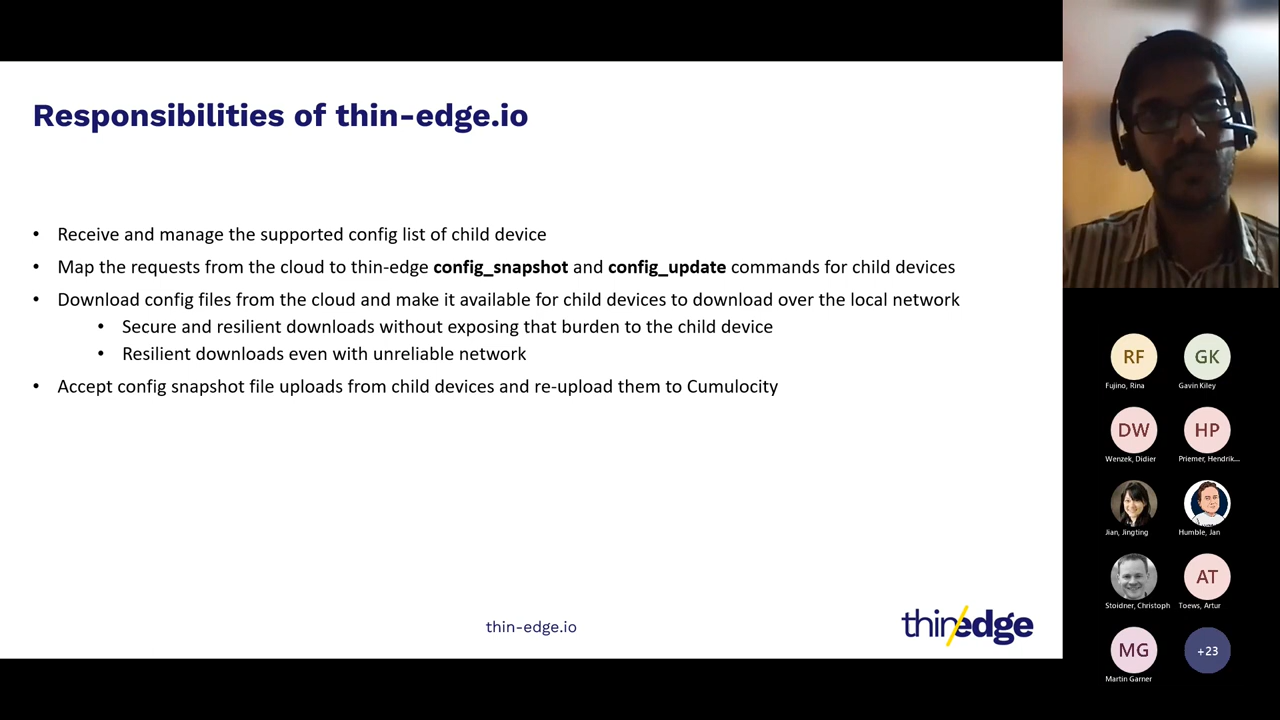 Responsibilities of thin-edge.io
• Receive and manage the supported config list of child device
• Map the requests from the cloud to thin-edge config_snapshot and config_update commands for child devices
• Download config files from the cloud and make it available for child devices to download over the local network
• Secure and resilient downloads without exposing that burden to the child device
• Resilient downloads even with unreliable network
• Accept config snapshot file uploads from child devices and re-upload them to Cumulocity
thin-edge.io
thin/edge
RF
GK
Fujino, Rina
Gavin Kiley
DW
HP
Wenzek, Didier
Priemer, Hendrik...
Jian, Jingting
Humble, Jan
AT
Stoidner, Christoph
Toews, Artur
MG
+23
Martin Garner